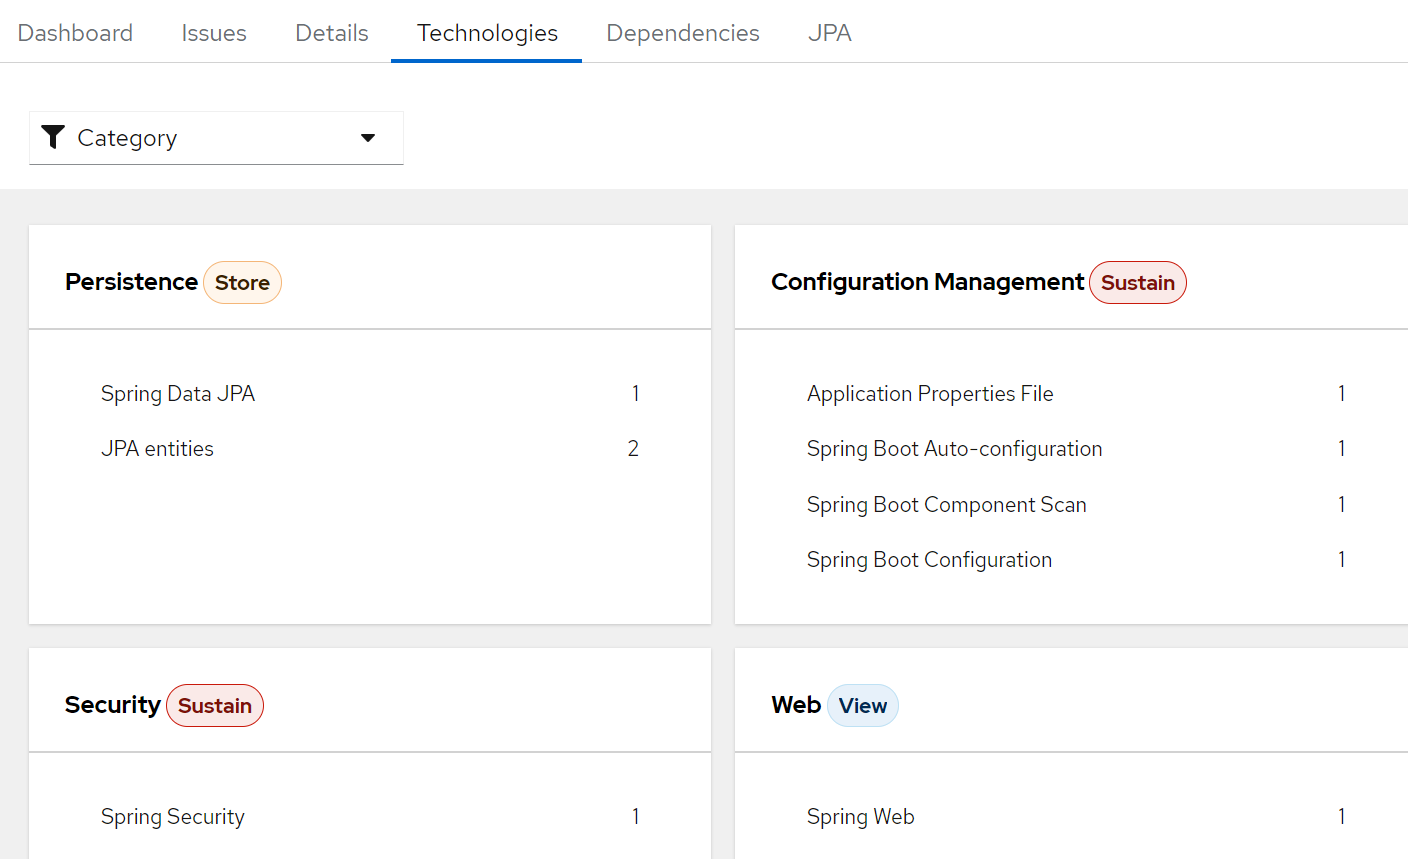 Dashboard Issues Details Technologies Dependencies JPA
Category
Persistence Store
Spring Data JPA 1
JPA entities 2
Configuration Management Sustain
Application Properties File 1
Spring Boot Auto-configuration 1
Spring Boot Component Scan 1
Spring Boot Configuration 1
Security Sustain
Spring Security 1
Web View
Spring Web 1